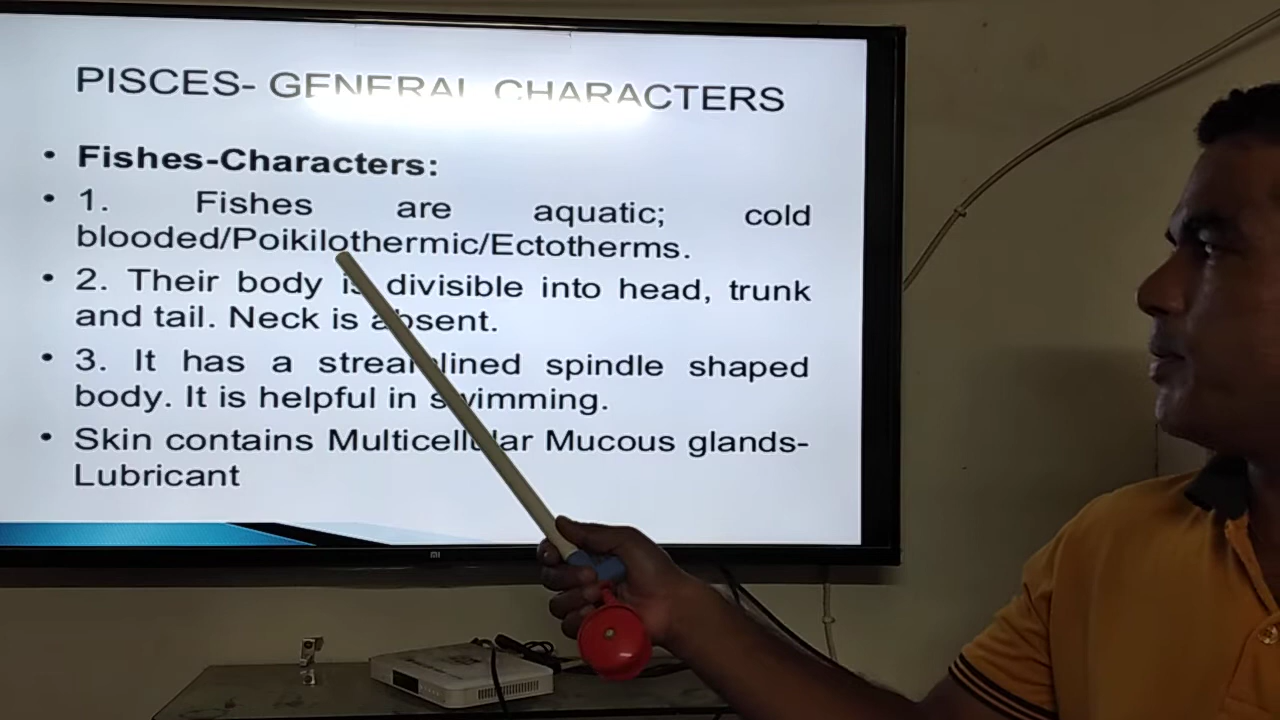 PISCES- GENERAL CHARACTERS
• Fishes-Characters:
• 1. Fishes are aquatic; cold
blooded/Poikilothermic/Ectotherms.
• 2. Their body is divisible into head, trunk
and tail. Neck is absent.
• 3. It has a streamlined spindle shaped
body. It is helpful in swimming.
• Skin contains Multicellular Mucous glands-
Lubricant
mi